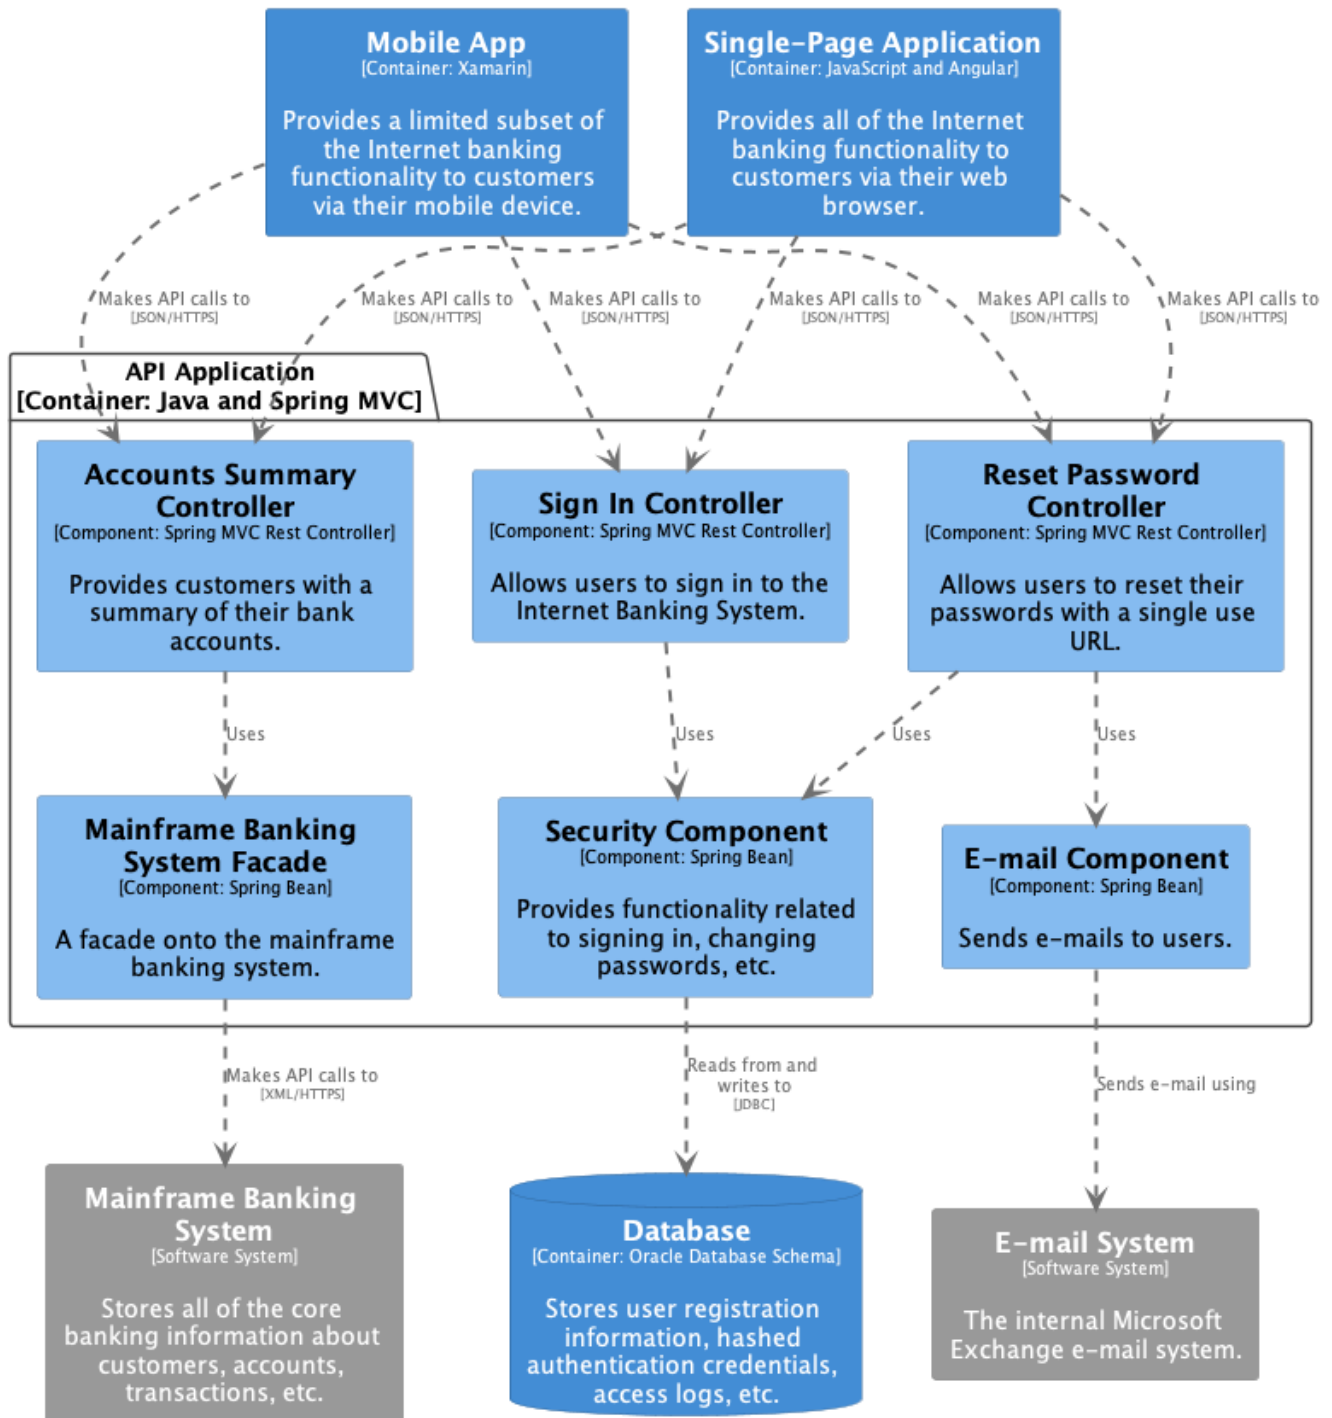 Mobile App
[Container: Xamarin]
Provides a limited subset of
the Internet banking
functionality to customers
via their mobile device.
Single-Page Application
[Container: JavaScript and Angular]
Provides all of the Internet
banking functionality to
customers via their web
browser.
Makes API calls to
[JSON/HTTPS]
Makes API calls to
[JSON/HTTPS]
Makes API calls to
[JSON/HTTPS]
Makes API calls to
[JSON/HTTPS]
Makes API calls to
[JSON/HTTPS]
Makes API calls to
[JSON/HTTPS]
API Application
[Container: Java and Spring MVC]
Accounts Summary
Controller
[Component: Spring MVC Rest Controller]
Provides customers with a
summary of their bank
accounts.
Sign In Controller
[Component: Spring MVC Rest Controller]
Allows users to sign in to the
Internet Banking System.
Reset Password
Controller
[Component: Spring MVC Rest Controller]
Allows users to reset their
passwords with a single use
URL.
Uses
Uses
Uses
Uses
Mainframe Banking
System Facade
[Component: Spring Bean]
A facade onto the mainframe
banking system.
Security Component
[Component: Spring Bean]
Provides functionality related
to signing in, changing
passwords, etc.
E-mail Component
[Component: Spring Bean]
Sends e-mails to users.
Makes API calls to
[XML/HTTPS]
Reads from and
writes to
[JDBC]
Sends e-mail using
Mainframe Banking
System
[Software System]
Stores all of the core
banking information about
customers, accounts,
transactions, etc.
Database
[Container: Oracle Database Schema]
Stores user registration
information, hashed
authentication credentials,
access logs, etc.
E-mail System
[Software System]
The internal Microsoft
Exchange e-mail system.